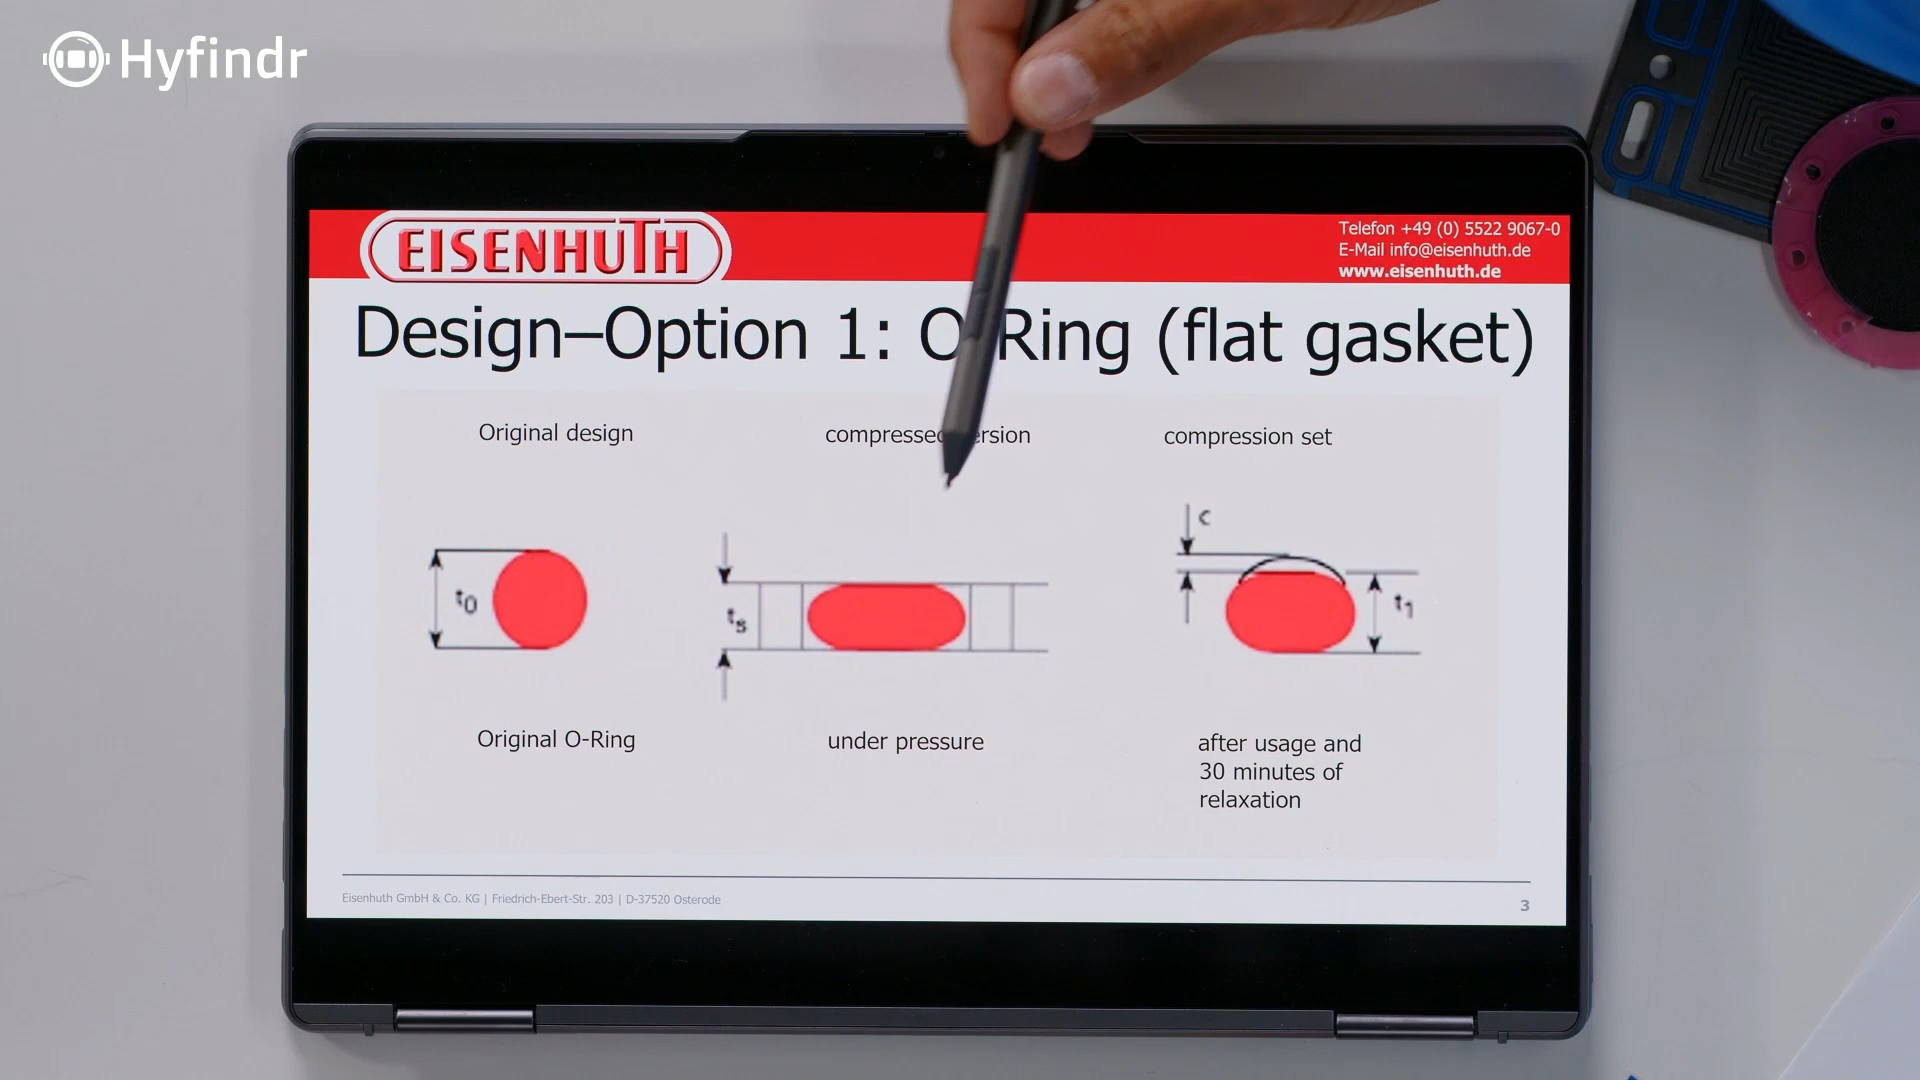 Hyfindr
EISENHUTH
Telefon +49 (0) 5522 9067-0
E-Mail info@eisenhuth.de
www.eisenhuth.de
Design–Option 1: O Ring (flat gasket)
Original design
compressed version
compression set
t0
ts
c
t1
Original O-Ring
under pressure
after usage and
30 minutes of
relaxation
Eisenhuth GmbH & Co. KG | Friedrich-Ebert-Str. 203 | D-37520 Osterode
3